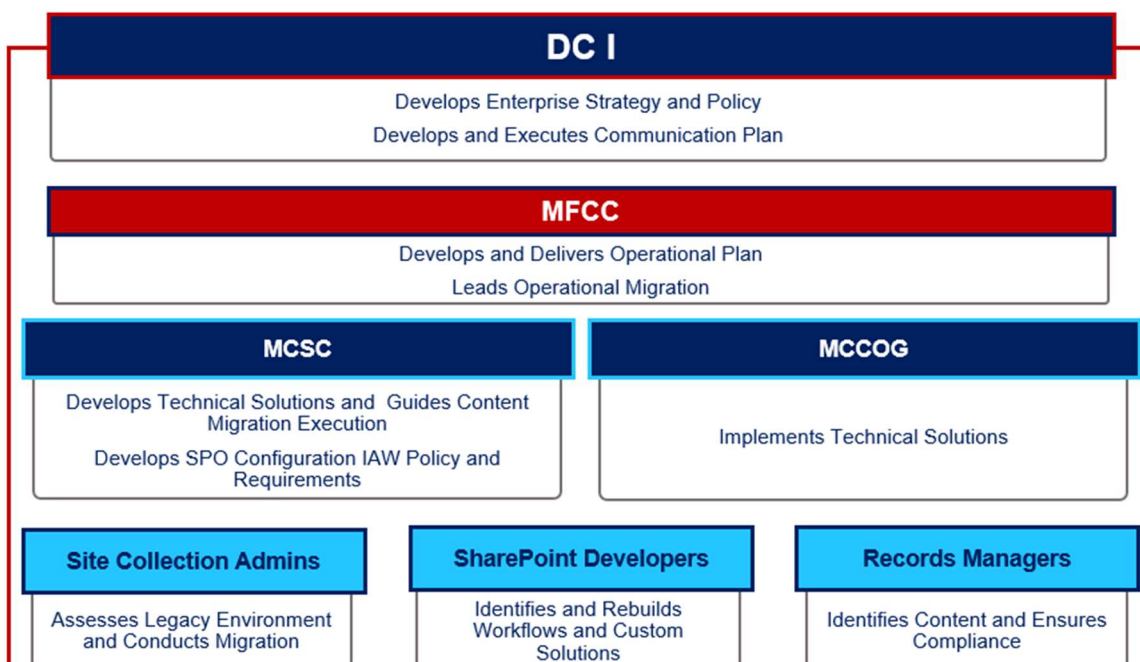 DC I
Develops Enterprise Strategy and Policy
Develops and Executes Communication Plan
MFCC
Develops and Delivers Operational Plan
Leads Operational Migration
MCSC
Develops Technical Solutions and Guides Content
Migration Execution
Develops SPO Configuration IAW Policy and
Requirements
MCCOG
Implements Technical Solutions
Site Collection Admins
Assesses Legacy Environment
and Conducts Migration
SharePoint Developers
Identifies and Rebuilds
Workflows and Custom
Solutions
Records Managers
Identifies Content and Ensures
Compliance